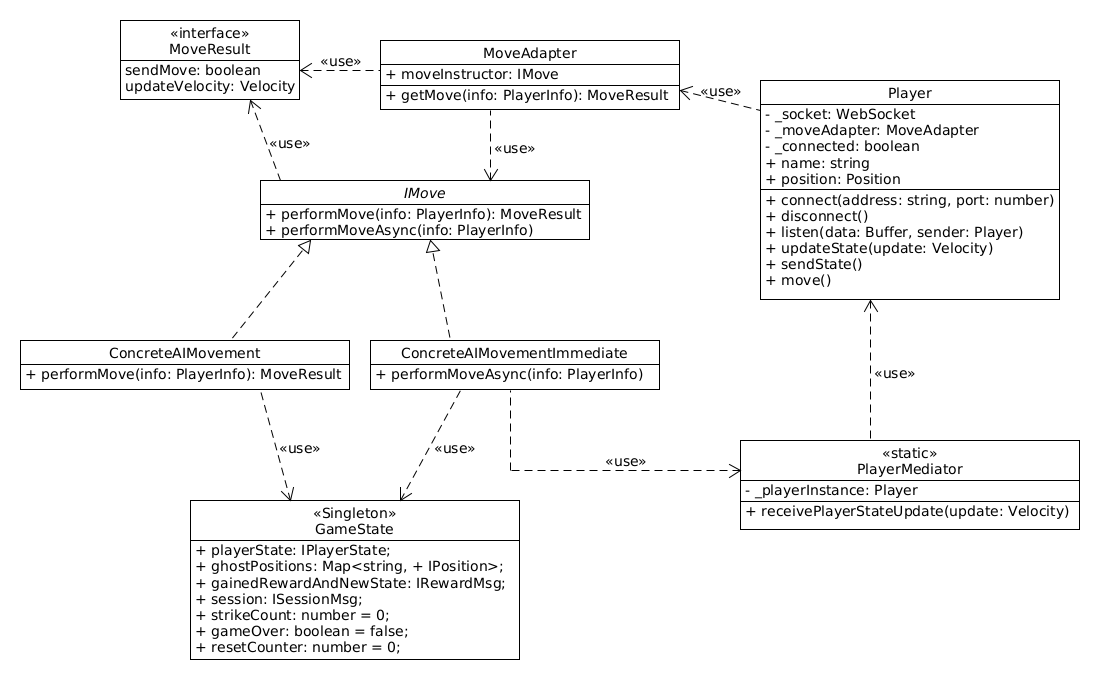 «interface»
MoveResult
sendMove: boolean
updateVelocity: Velocity
«use»
MoveAdapter
+ moveInstructor: IMove
+ getMove(info: PlayerInfo): MoveResult
«use»
Player
- _socket: WebSocket
- _moveAdapter: MoveAdapter
- _connected: boolean
+ name: string
+ position: Position
+ connect(address: string, port: number)
+ disconnect()
+ listen(data: Buffer, sender: Player)
+ updateState(update: Velocity)
+ sendState()
+ move()
«use»
«use»
IMove
+ performMove(info: PlayerInfo): MoveResult
+ performMoveAsync(info: PlayerInfo)
ConcreteAIMovement
+ performMove(info: PlayerInfo): MoveResult
ConcreteAIMovementImmediate
+ performMoveAsync(info: PlayerInfo)
«use»
«use»
«use»
«use»
«static»
PlayerMediator
- _playerInstance: Player
+ receivePlayerStateUpdate(update: Velocity)
«Singleton»
GameState
+ playerState: IPlayerState;
+ ghostPositions: Map<string, + IPosition>;
+ gainedRewardAndNewState: IRewardMsg;
+ session: ISessionMsg;
+ strikeCount: number = 0;
+ gameOver: boolean = false;
+ resetCounter: number = 0;